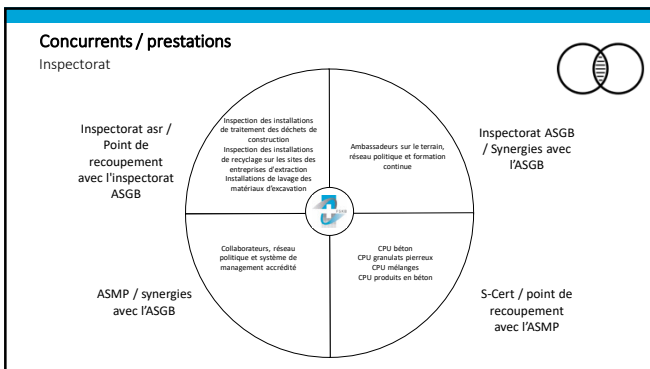 Concurrents / prestations
Inspectorat
Inspectorat asr /
Point de
recoupement
avec l'inspectorat
ASGB
Inspection des installations
de traitement des déchets de
construction
Inspection des installations
de recyclage sur les sites des
entreprises d'extraction
Installations de lavage des
matériaux d'excavation
Ambassadeurs sur le terrain,
réseau politique et formation
continue
Inspectorat ASGB
/ Synergies avec
l'ASGB
Collaborateurs, réseau
politique et système de
management accrédité
CPU béton
CPU granulats pierreux
CPU mélanges
CPU produits en béton
ASMP / synergies
avec l'ASGB
S-Cert / point de
recoupement
avec l'ASMP